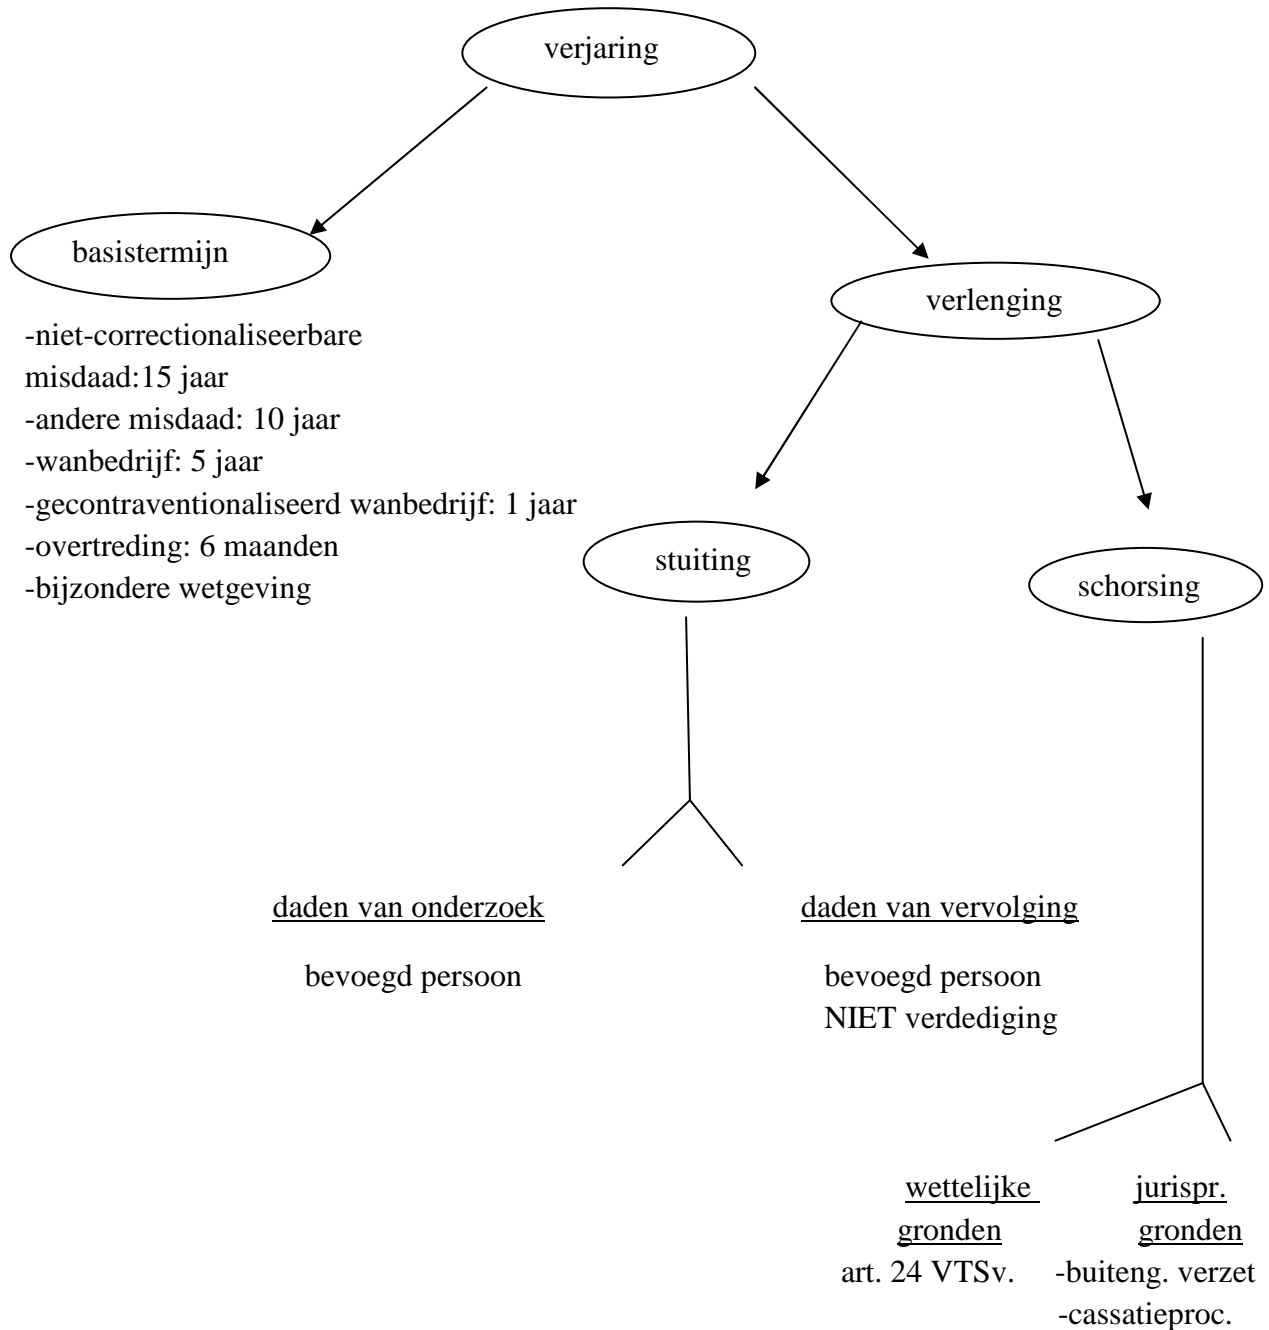 verjaring
basistermijn
-niet-correctionaliseerbare
misdaad:15 jaar
-andere misdaad: 10 jaar
-wanbedrijf: 5 jaar
-gecontraventionaliseerd wanbedrijf: 1 jaar
-overtreding: 6 maanden
-bijzondere wetgeving
verlenging
stuiting
schorsing
daden van onderzoek
bevoegd persoon
daden van vervolging
bevoegd persoon
NIET verdediging
wettelijke
gronden
art. 24 VTSv.
jurispr.
gronden
-buiteng. verzet
-cassatieproc.